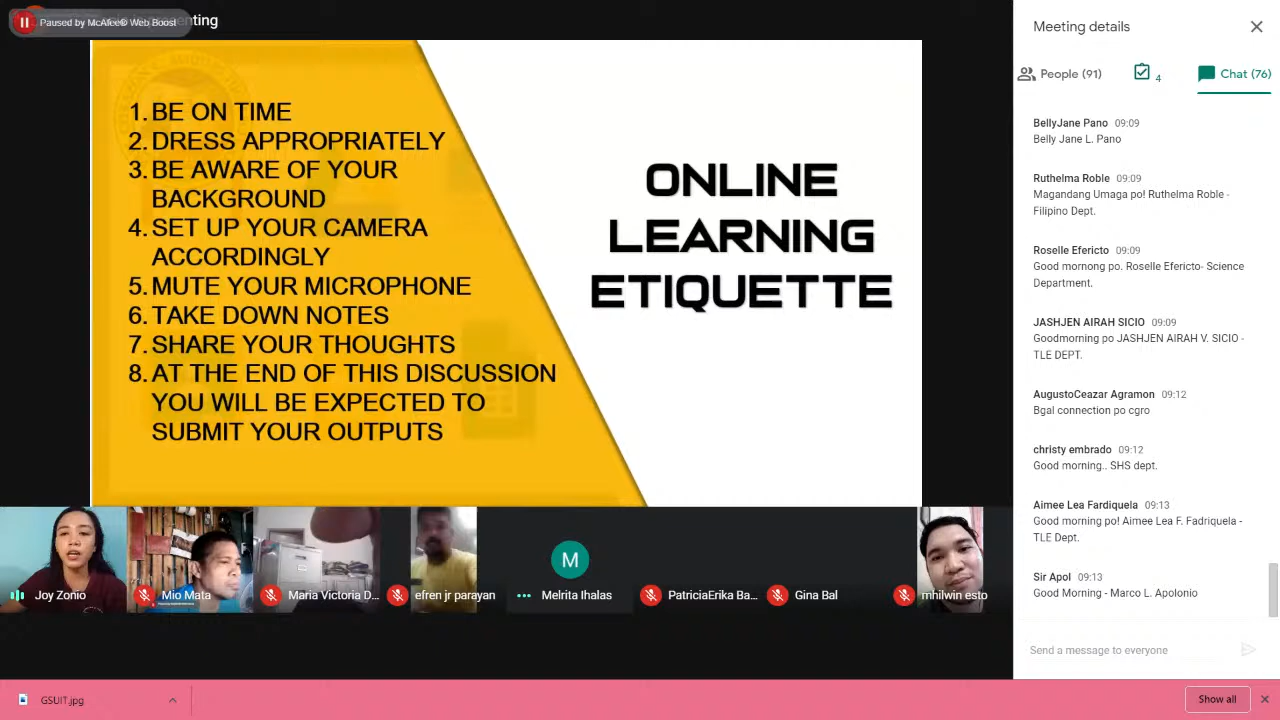 Paused by McAfee® Web Boost
enting
1. BE ON TIME
2. DRESS APPROPRIATELY
3. BE AWARE OF YOUR
BACKGROUND
4. SET UP YOUR CAMERA
ACCORDINGLY
5. MUTE YOUR MICROPHONE
6. TAKE DOWN NOTES
7. SHARE YOUR THOUGHTS
8. AT THE END OF THIS DISCUSSION
YOU WILL BE EXPECTED TO
SUBMIT YOUR OUTPUTS
ONLINE
LEARNING
ETIQUETTE
Joy Zonio
Mio Mata
Maria Victoria D...
efren jr parayan
M
Melrita Ihalas
PatriciaErika Ba...
Gina Bal
mhilwin esto
Meeting details
People (91)
4
Chat (76)
BellyJane Pano 09:09
Belly Jane L. Pano
Ruthelma Roble 09:09
Magandang Umaga po! Ruthelma Roble -
Filipino Dept.
Roselle Efericto 09:09
Good mornong po. Roselle Efericto- Science
Department.
JASHJEN AIRAH SICIO 09:09
Goodmorning po JASHJEN AIRAH V. SICIO -
TLE DEPT.
AugustoCeazar Agramon 09:12
Bgal connection po cgro
christy embrado 09:12
Good morning.. SHS dept.
Aimee Lea Fardiquela 09:13
Good morning po! Aimee Lea F. Fadriquela -
TLE Dept.
Sir Apol 09:13
Good Morning - Marco L. Apolonio
Send a message to everyone
GSUIT.jpg
Show all